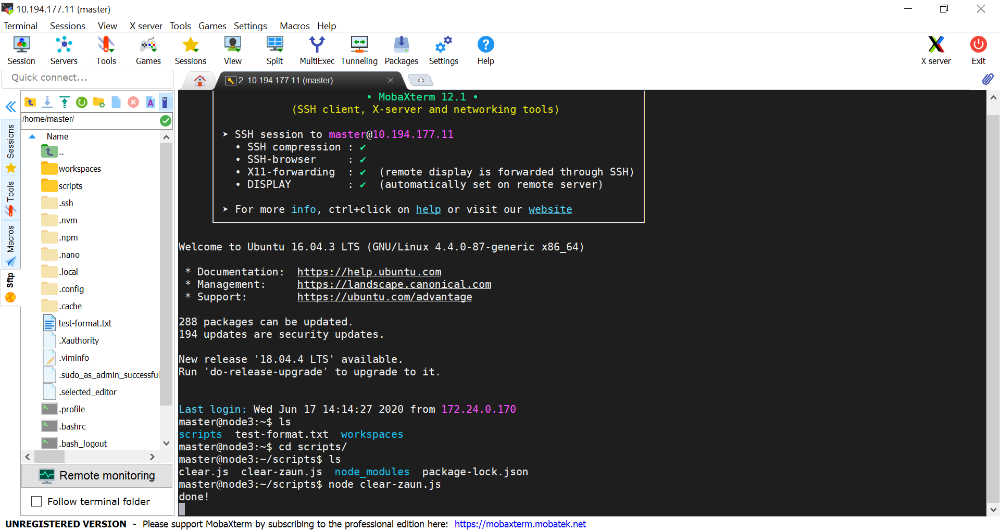 10.194.177.11 (master)
Terminal Sessions View X server Tools Games Settings Macros Help
Session Servers Tools Games Sessions View Split MultiExec Tunneling Packages Settings Help X server Exit
Quick connect...
2. 10.194.177.11 (master)
/home/master/
Name
..
workspaces
scripts
.ssh
.nvm
.npm
.nano
.local
.config
.cache
test-format.txt
.Xauthority
.viminfo
.sudo_as_admin_successful
.selected_editor
.profile
.bashrc
.bash_logout
Remote monitoring
Follow terminal folder
Sessions
Tools
Macros
Sftp
• MobaXterm 12.1 •
(SSH client, X-server and networking tools)
➤ SSH session to master@10.194.177.11
• SSH compression : ✔
• SSH-browser : ✔
• X11-forwarding : ✔ (remote display is forwarded through SSH)
• DISPLAY : ✔ (automatically set on remote server)
➤ For more info, ctrl+click on help or visit our website
Welcome to Ubuntu 16.04.3 LTS (GNU/Linux 4.4.0-87-generic x86_64)
* Documentation: https://help.ubuntu.com
* Management: https://landscape.canonical.com
* Support: https://ubuntu.com/advantage
288 packages can be updated.
194 updates are security updates.
New release '18.04.4 LTS' available.
Run 'do-release-upgrade' to upgrade to it.
Last login: Wed Jun 17 14:14:27 2020 from 172.24.0.170
master@node3:~$ ls
scripts test-format.txt workspaces
master@node3:~$ cd scripts/
master@node3:~/scripts$ ls
clear.js clear-zaun.js node_modules package-lock.json
master@node3:~/scripts$ node clear-zaun.js
done!
UNREGISTERED VERSION - Please support MobaXterm by subscribing to the professional edition here: https://mobaxterm.mobatek.net